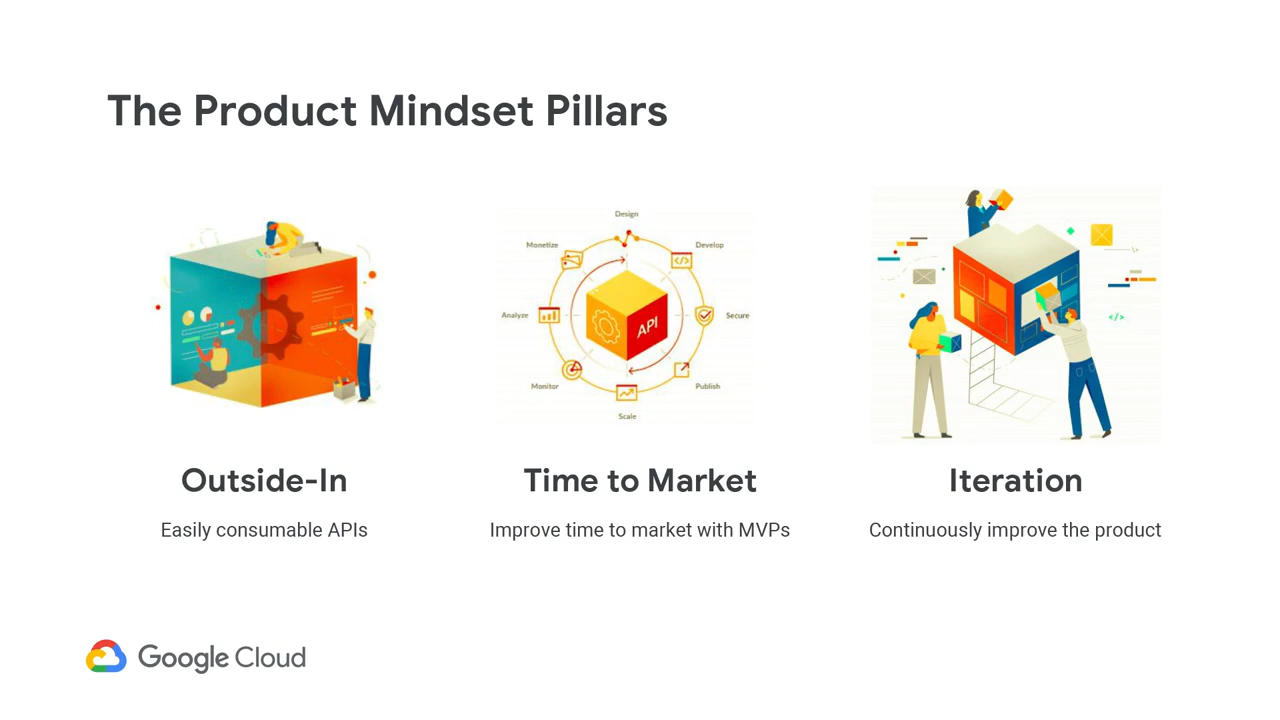 The Product Mindset Pillars
Design
Monetize
Develop
Analyze
API
Secure
Monitor
Publish
Scale
</>
Outside-In
Time to Market
Iteration
Easily consumable APIs
Improve time to market with MVPs
Continuously improve the product
Google Cloud